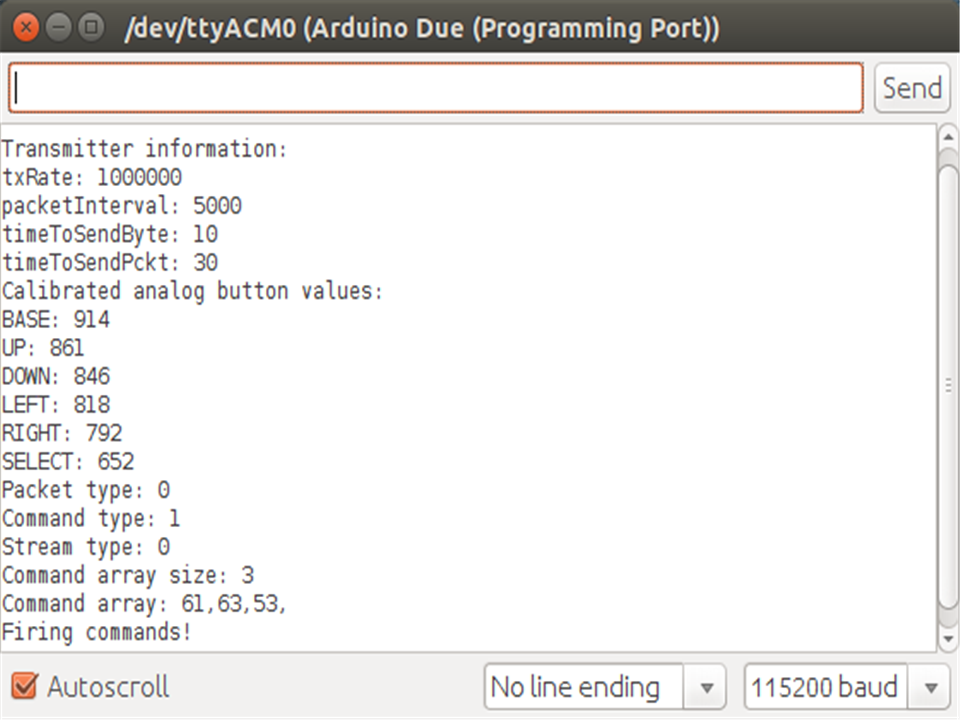 /dev/ttyACM0 (Arduino Due (Programming Port))
Send
Transmitter information:
txRate: 1000000
packetInterval: 5000
timeToSendByte: 10
timeToSendPckt: 30
Calibrated analog button values:
BASE: 914
UP: 861
DOWN: 846
LEFT: 818
RIGHT: 792
SELECT: 652
Packet type: 0
Command type: 1
Stream type: 0
Command array size: 3
Command array: 61,63,53,
Firing commands!
Autoscroll
No line ending
115200 baud